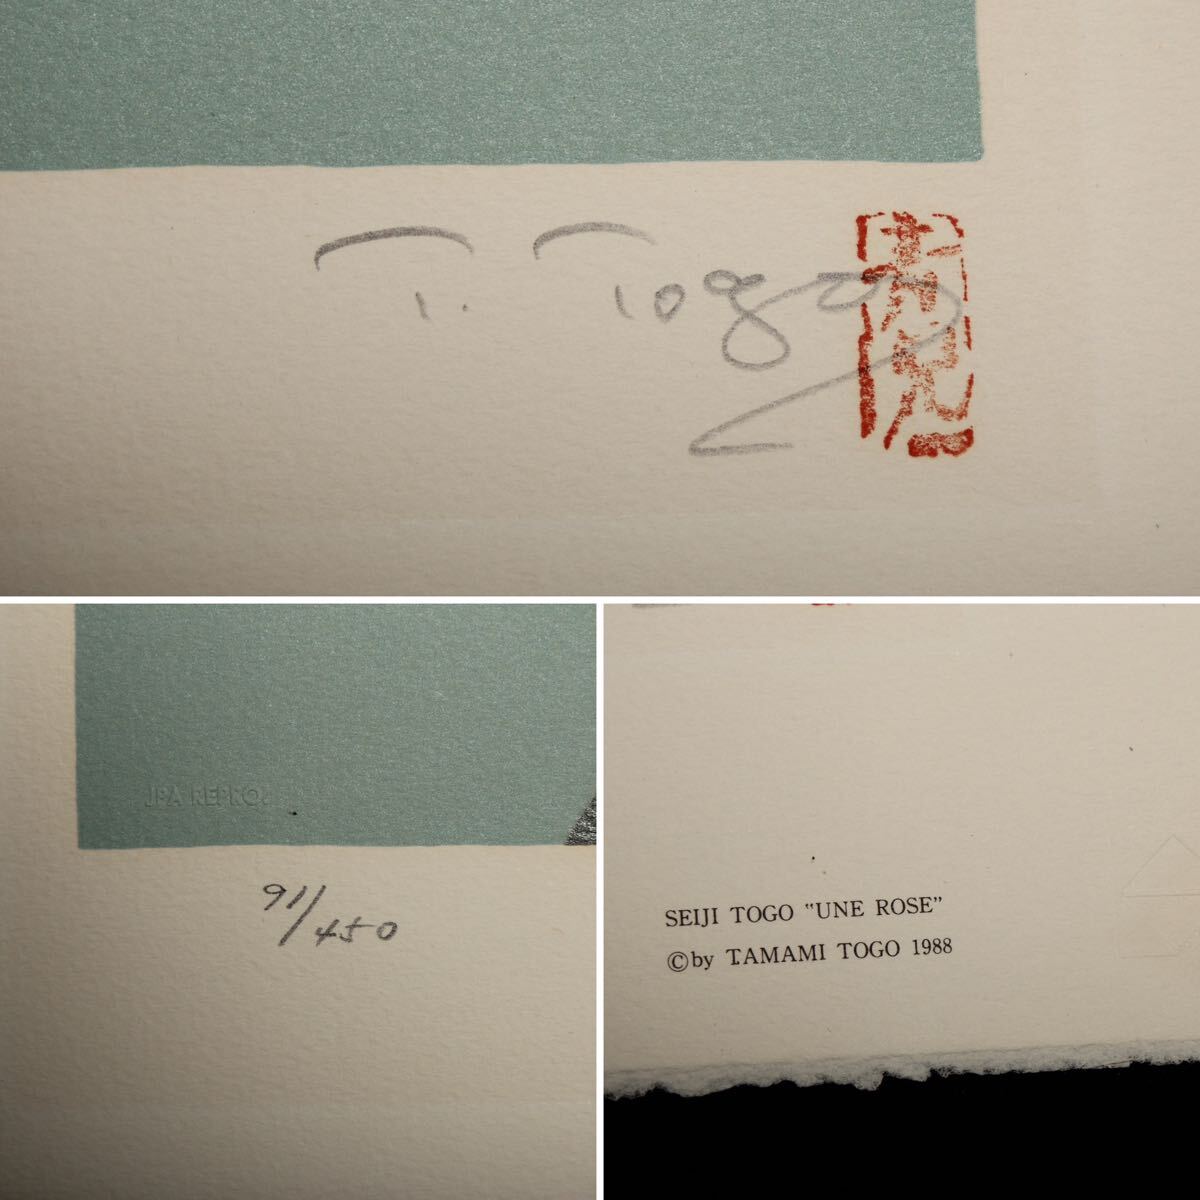 T. Togo
JPA REPRO.
91/450
SEIJI TOGO "UNE ROSE"
©by TAMAMI TOGO 1988